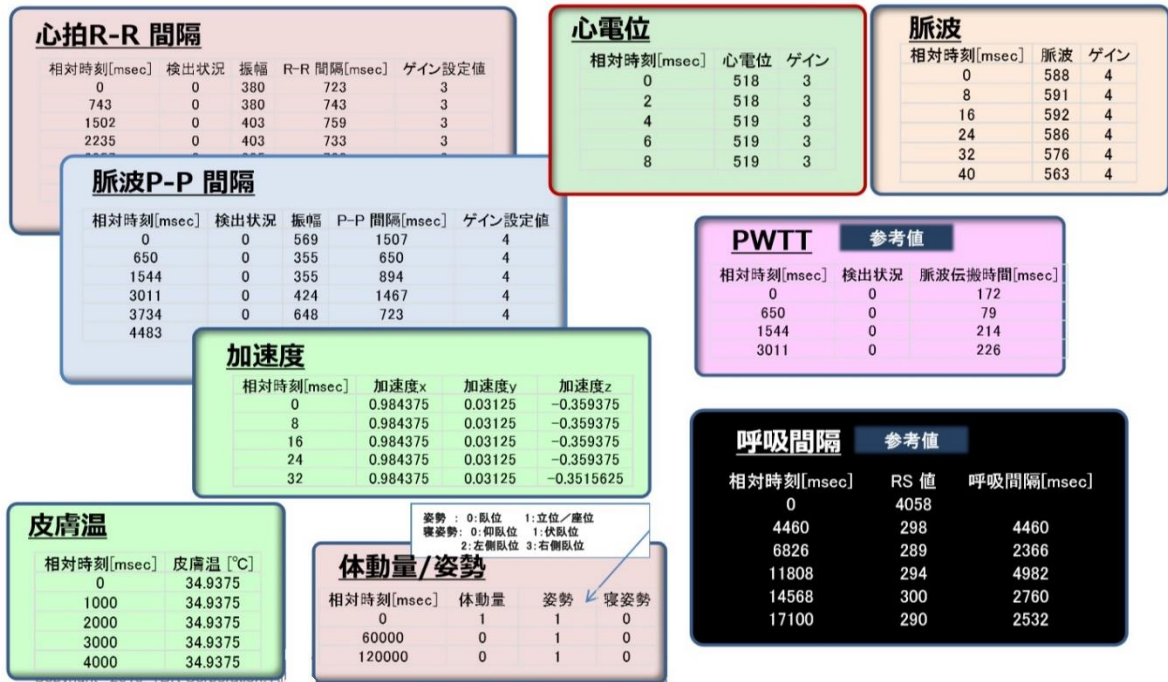 心拍R-R 間隔
相対時刻[msec] 検出状況 振幅 R-R 間隔[msec] ゲイン設定値
0 0 380 723 3
743 0 380 743 3
1502 0 403 759 3
2235 0 403 733 3
心電位
相対時刻[msec] 心電位 ゲイン
0 518 3
2 518 3
4 519 3
6 519 3
8 519 3
脈波
相対時刻[msec] 脈波 ゲイン
0 588 4
8 591 4
16 592 4
24 586 4
32 576 4
40 563 4
脈波P-P 間隔
相対時刻[msec] 検出状況 振幅 P-P 間隔[msec] ゲイン設定値
0 0 569 1507 4
650 0 355 650 4
1544 0 355 894 4
3011 0 424 1467 4
3734 0 648 723 4
4483
PWTT 参考値
相対時刻[msec] 検出状況 脈波伝搬時間[msec]
0 0 172
650 0 79
1544 0 214
3011 0 226
加速度
相対時刻[msec] 加速度x 加速度y 加速度z
0 0.984375 0.03125 -0.359375
8 0.984375 0.03125 -0.359375
16 0.984375 0.03125 -0.359375
24 0.984375 0.03125 -0.359375
32 0.984375 0.03125 -0.3515625
呼吸間隔 参考値
相対時刻[msec] RS 値 呼吸間隔[msec]
0 4058
4460 298 4460
6826 289 2366
11808 294 4982
14568 300 2760
17100 290 2532
皮膚温
相対時刻[msec] 皮膚温 [℃]
0 34.9375
1000 34.9375
2000 34.9375
3000 34.9375
4000 34.9375
姿勢 : 0:臥位 1:立位／座位
寝姿勢: 0:仰臥位 1:伏臥位
2:左側臥位 3:右側臥位
体動量/姿勢
相対時刻[msec] 体動量 姿勢 寝姿勢
0 1 1 0
60000 0 1 0
120000 0 1 0